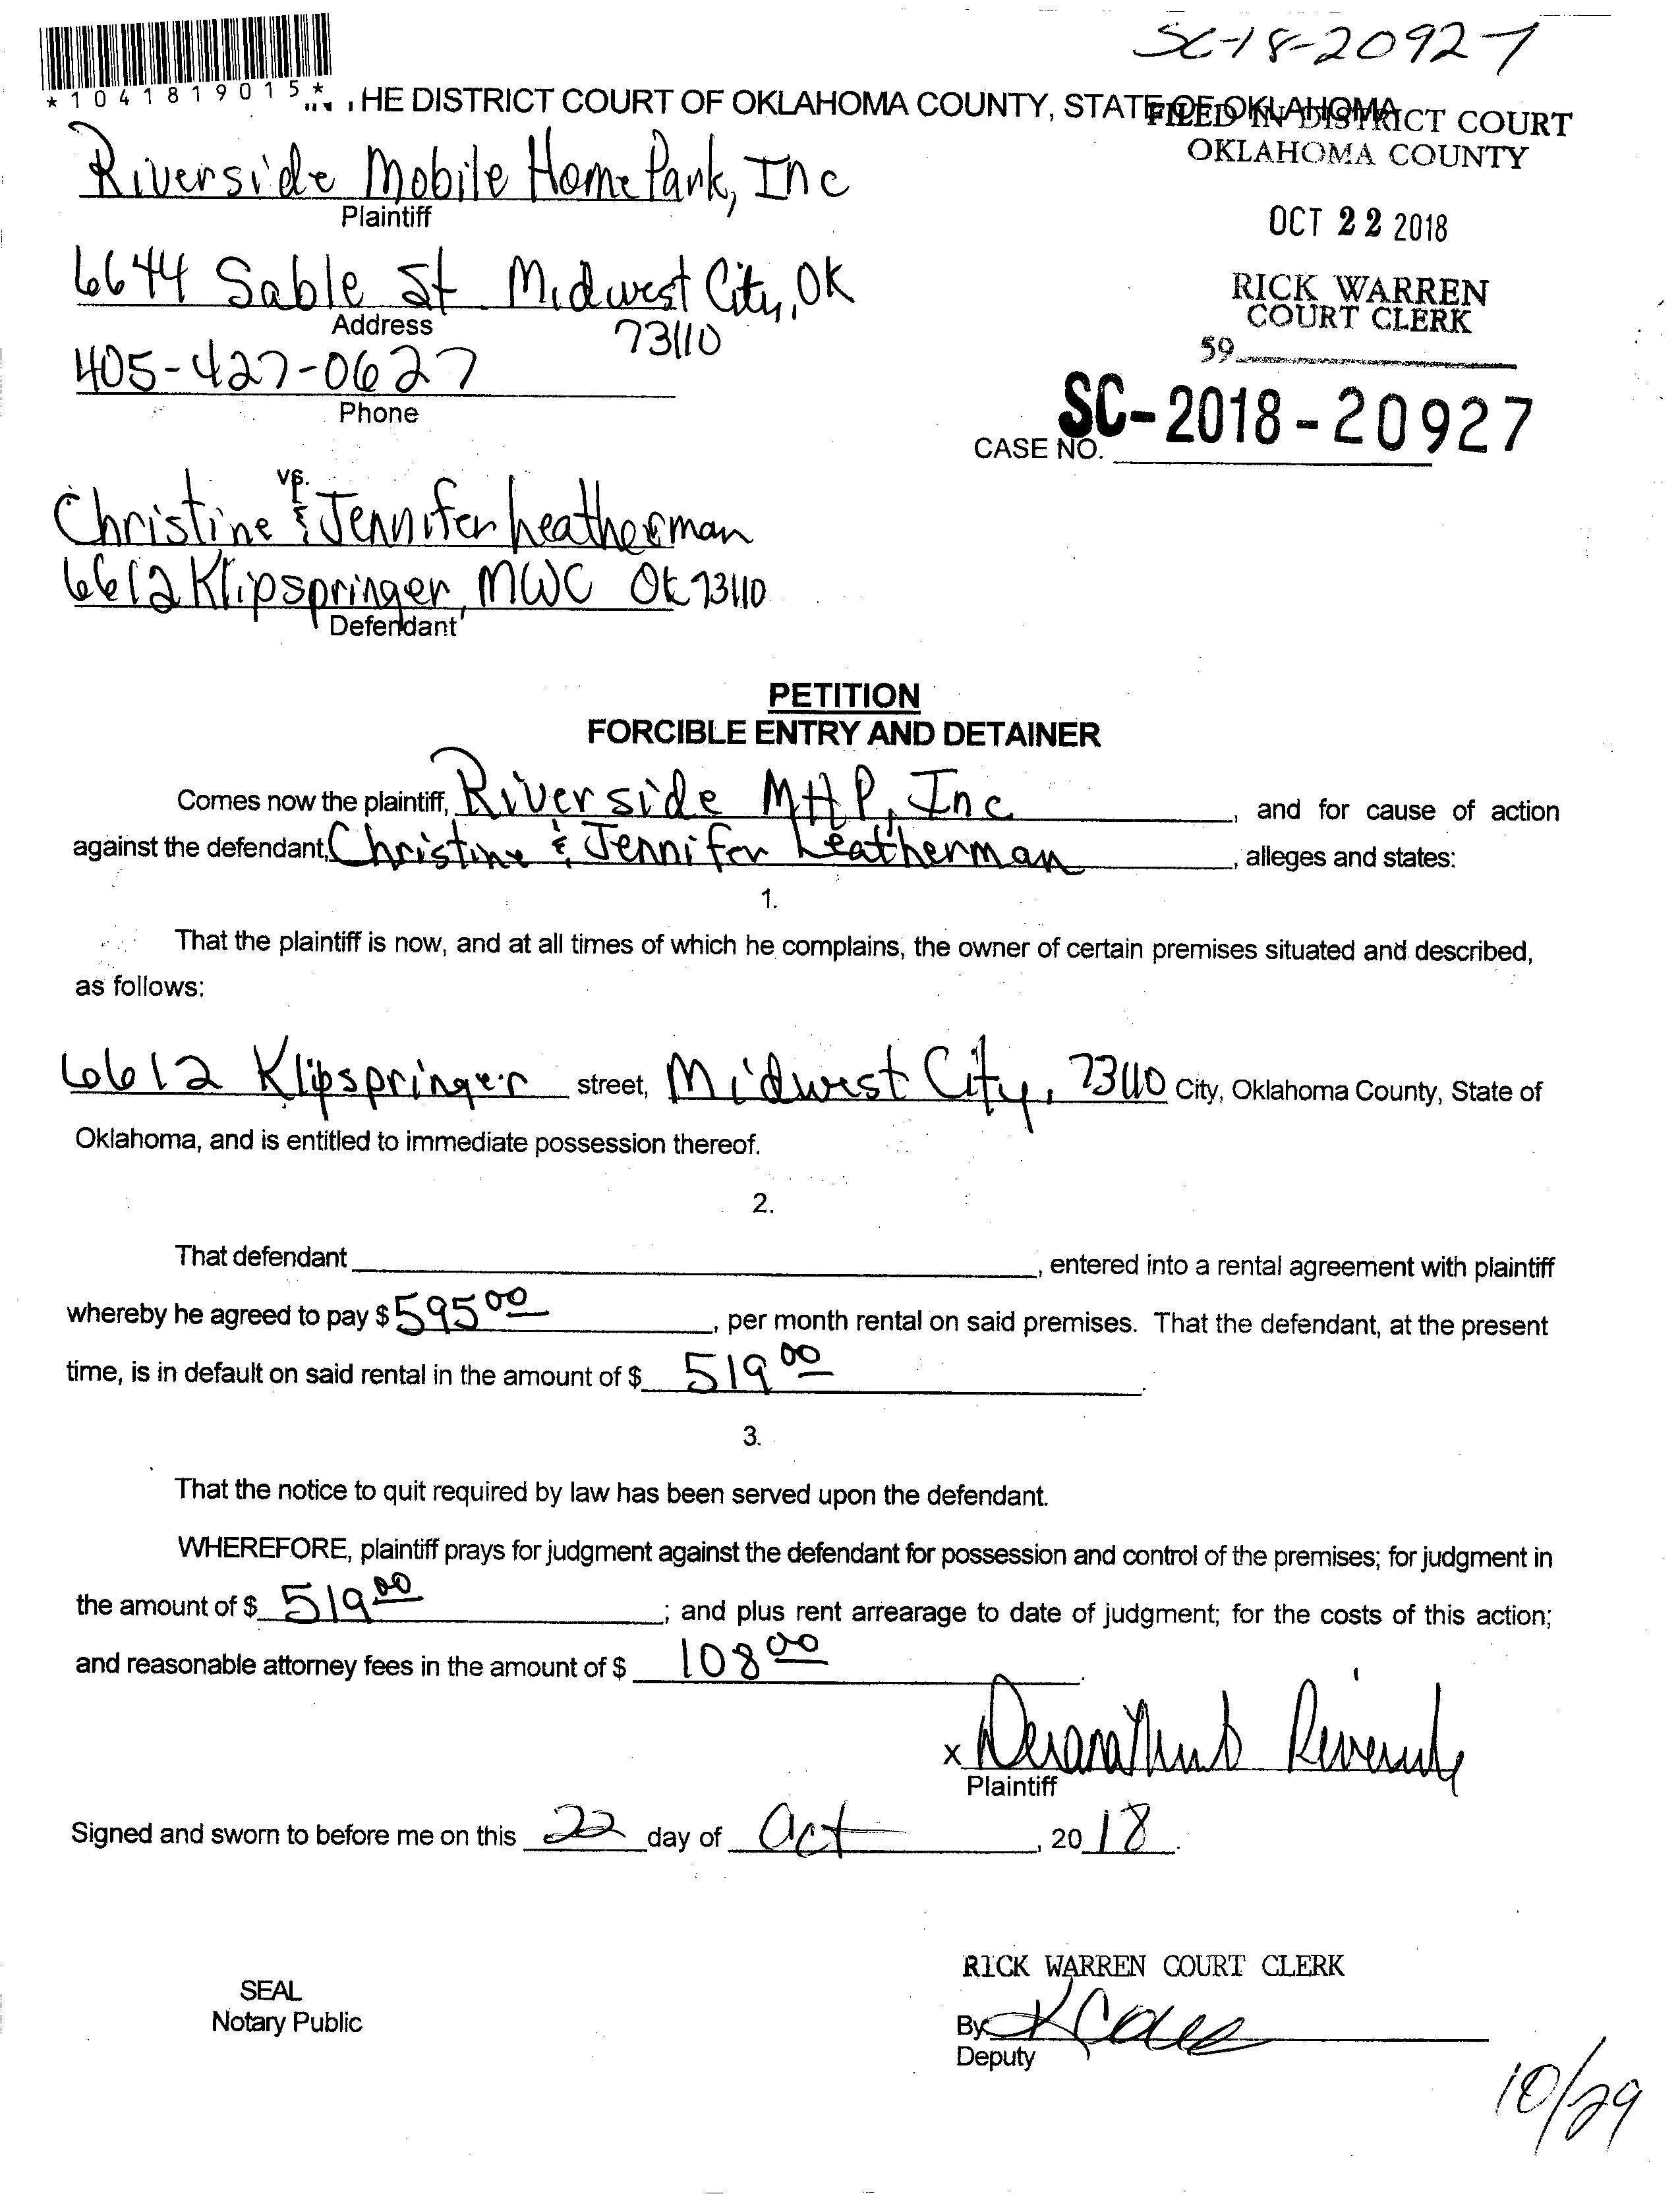 SC-18-20927
*1041819015*
HE DISTRICT COURT OF OKLAHOMA COUNTY, STATE OF OKLAHOMA
FILED IN DISTRICT COURT
OKLAHOMA COUNTY
Riverside Mobile Home Park, Inc
Plaintiff
OCT 22 2018
6644 Sable St Midwest City, OK
Address
73110
RICK WARREN
COURT CLERK
59
405-427-0627
Phone
CASE NO. SC-2018-20927
vs.
Christine & Jennifer Leatherman
6612 Klipspringer, MWC Ok 73110
Defendant
PETITION
FORCIBLE ENTRY AND DETAINER
Comes now the plaintiff, Riverside MHP, Inc, and for cause of action
against the defendant, Christine & Jennifer Leatherman, alleges and states:
1.
That the plaintiff is now, and at all times of which he complains, the owner of certain premises situated and described,
as follows:
6612 Klipspringer street, Midwest City, 73110 City, Oklahoma County, State of
Oklahoma, and is entitled to immediate possession thereof.
2.
That defendant , entered into a rental agreement with plaintiff
whereby he agreed to pay $ 595 00, per month rental on said premises. That the defendant, at the present
time, is in default on said rental in the amount of $ 519 00.
3.
That the notice to quit required by law has been served upon the defendant.
WHEREFORE, plaintiff prays for judgment against the defendant for possession and control of the premises; for judgment in
the amount of $ 519 00; and plus rent arrearage to date of judgment; for the costs of this action;
and reasonable attorney fees in the amount of $ 108 00.
x
Plaintiff
Signed and sworn to before me on this 22 day of Oct, 2018.
RICK WARREN COURT CLERK
SEAL
Notary Public
By
Deputy
10/29